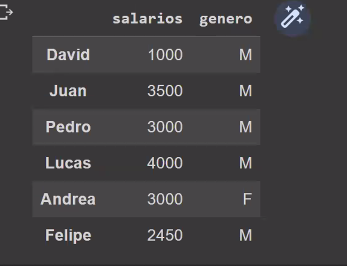 salarios genero
David 1000 M
Juan 3500 M
Pedro 3000 M
Lucas 4000 M
Andrea 3000 F
Felipe 2450 M